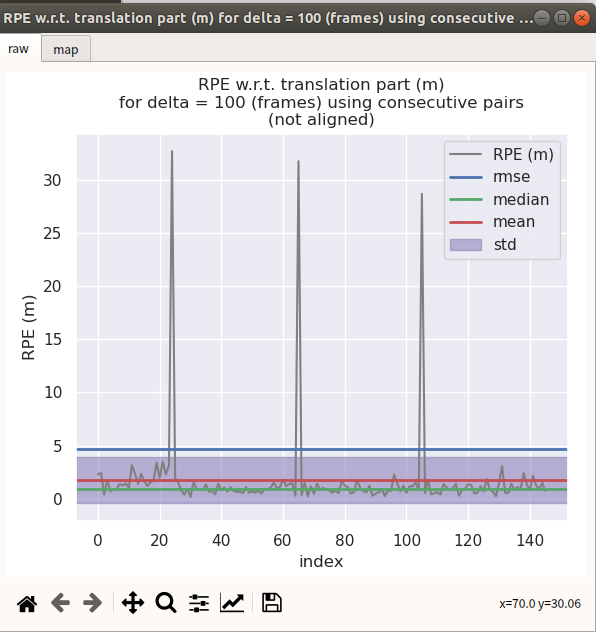 RPE w.r.t. translation part (m) for delta = 100 (frames) using consecutive ...
raw
map
RPE w.r.t. translation part (m)
for delta = 100 (frames) using consecutive pairs
(not aligned)
RPE (m)
rmse
median
mean
std
RPE (m)
30
25
20
15
10
5
0
0 20 40 60 80 100 120 140
index
x=70.0 y=30.06